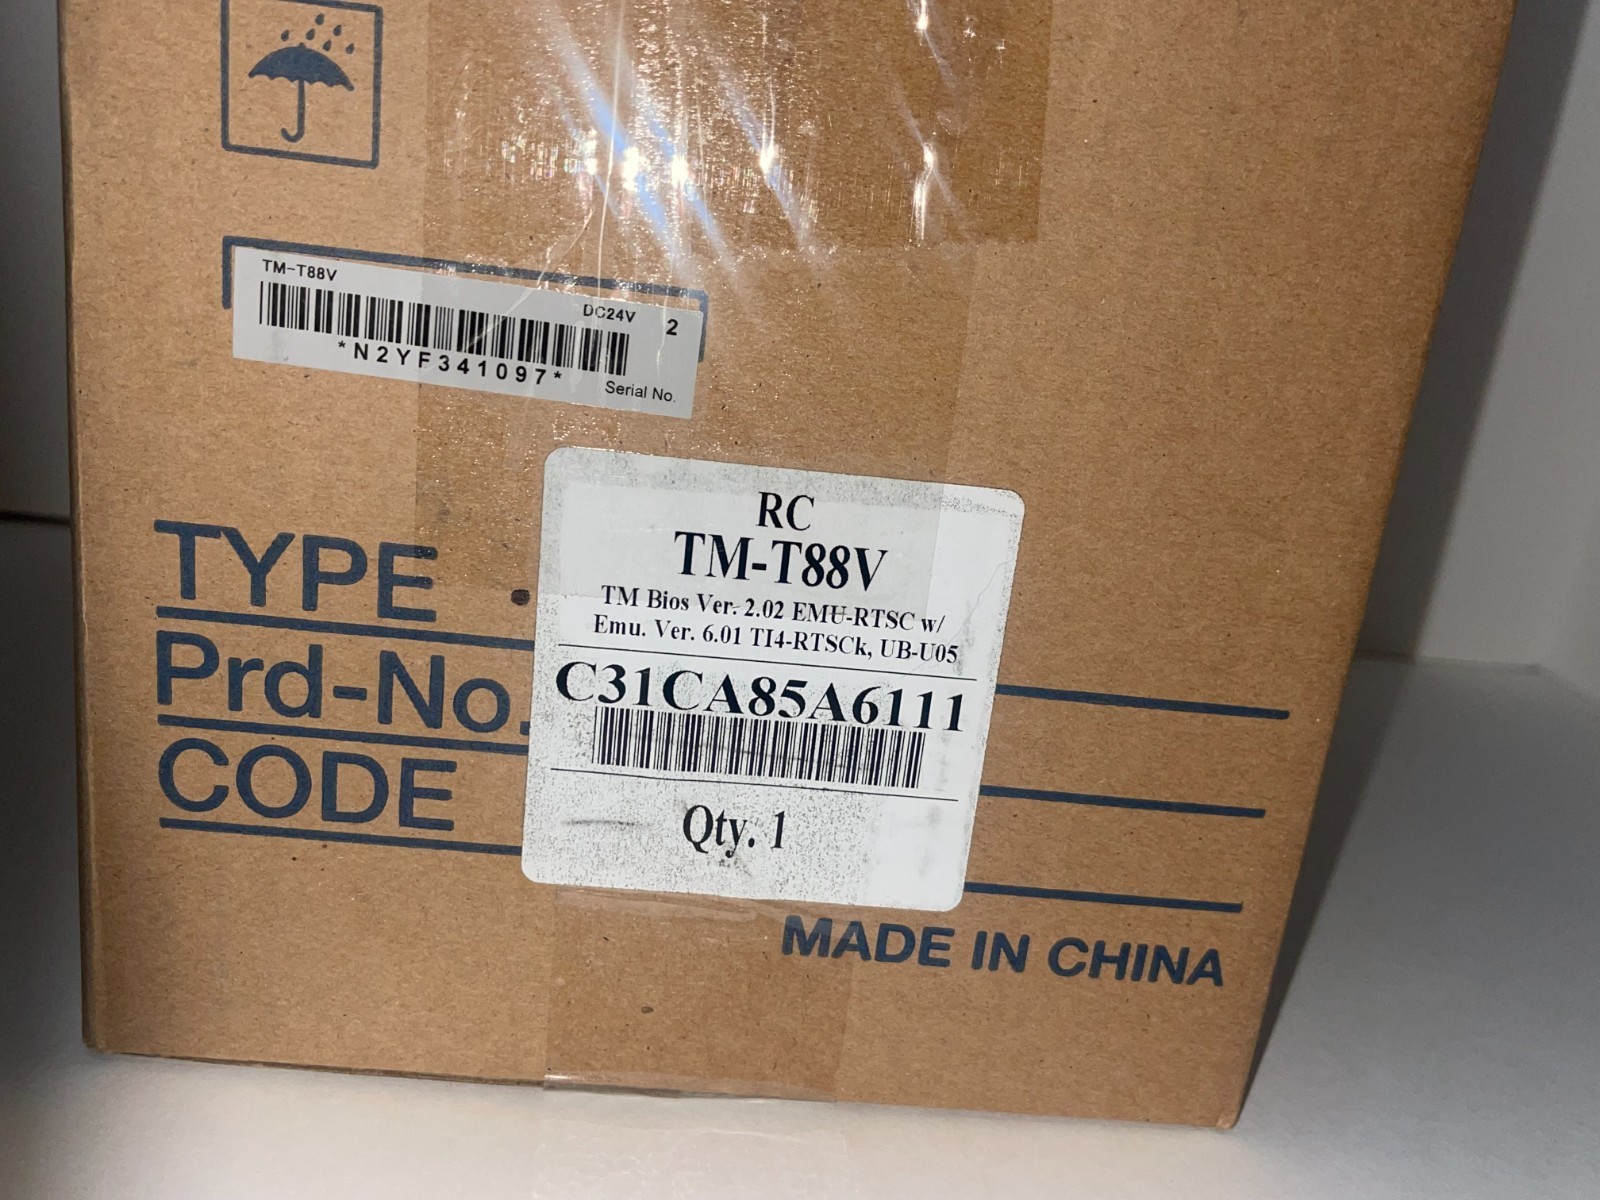 TM-T88V
DC24V 2
*N2YF341097*
Serial No.
RC
TM-T88V
TM Bios Ver. 2.02 EMU-RTSC w/
Emu. Ver. 6.01 TI4-RTSCk, UB-U05
TYPE
Prd-No.
C31CA85A6111
CODE
Qty. 1
MADE IN CHINA